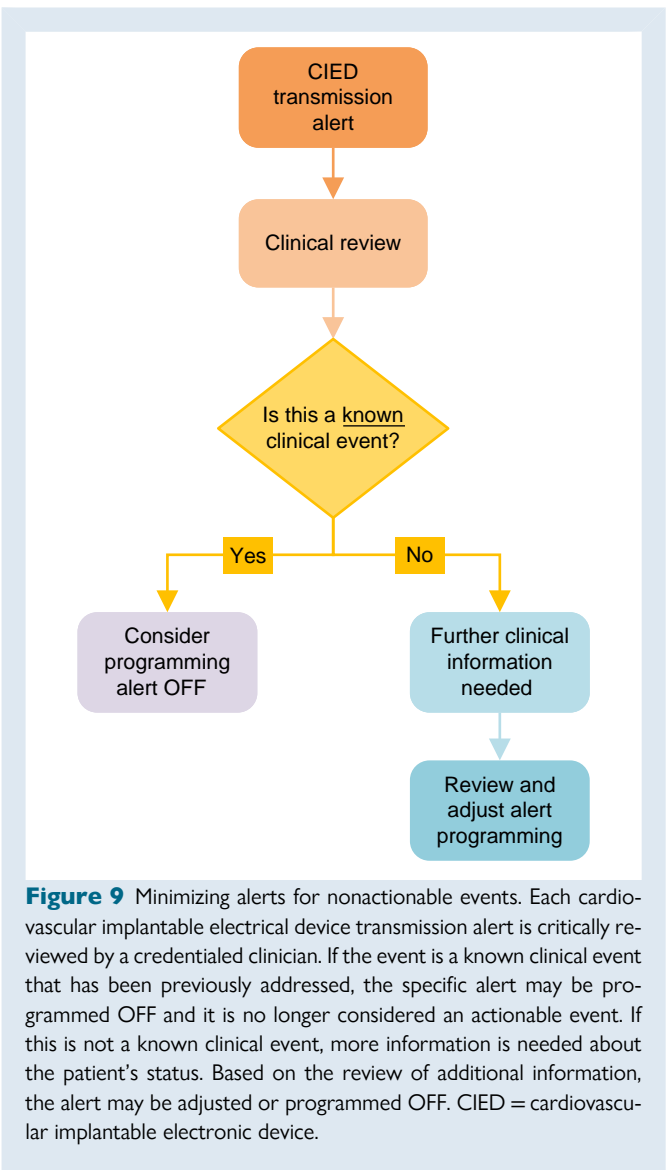 CIED
transmission
alert
Clinical review
Is this a known
clinical event?
Yes
No
Consider
programming
alert OFF
Further clinical
information
needed
Review and
adjust alert
programming
Figure 9 Minimizing alerts for nonactionable events. Each cardio-
vascular implantable electrical device transmission alert is critically re-
viewed by a credentialed clinician. If the event is a known clinical event
that has been previously addressed, the specific alert may be pro-
grammed OFF and it is no longer considered an actionable event. If
this is not a known clinical event, more information is needed about
the patient's status. Based on the review of additional information,
the alert may be adjusted or programmed OFF. CIED = cardiovascu-
lar implantable electronic device.